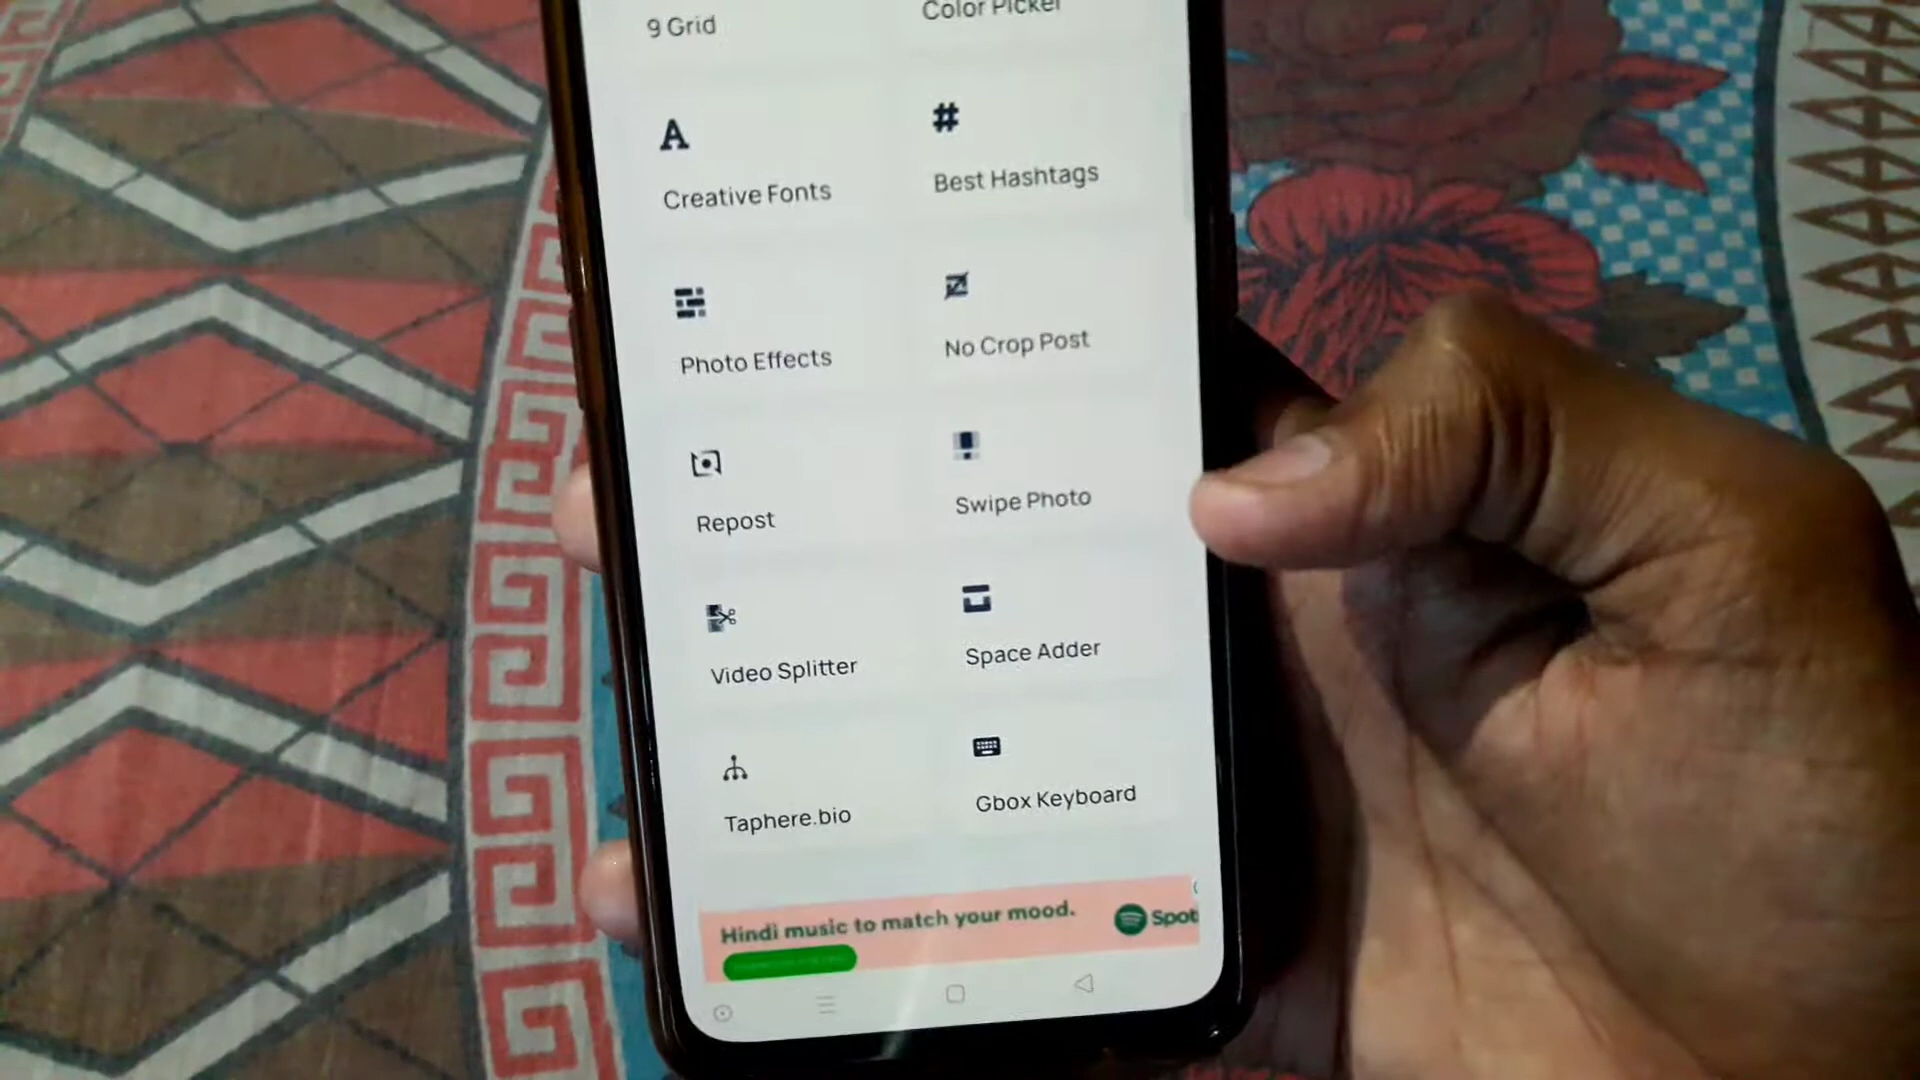 9 Grid
Color Picker
Creative Fonts
#
Best Hashtags
Photo Effects
No Crop Post
Repost
Swipe Photo
Video Splitter
Space Adder
Taphere.bio
Gbox Keyboard
Hindi music to match your mood.
Spot